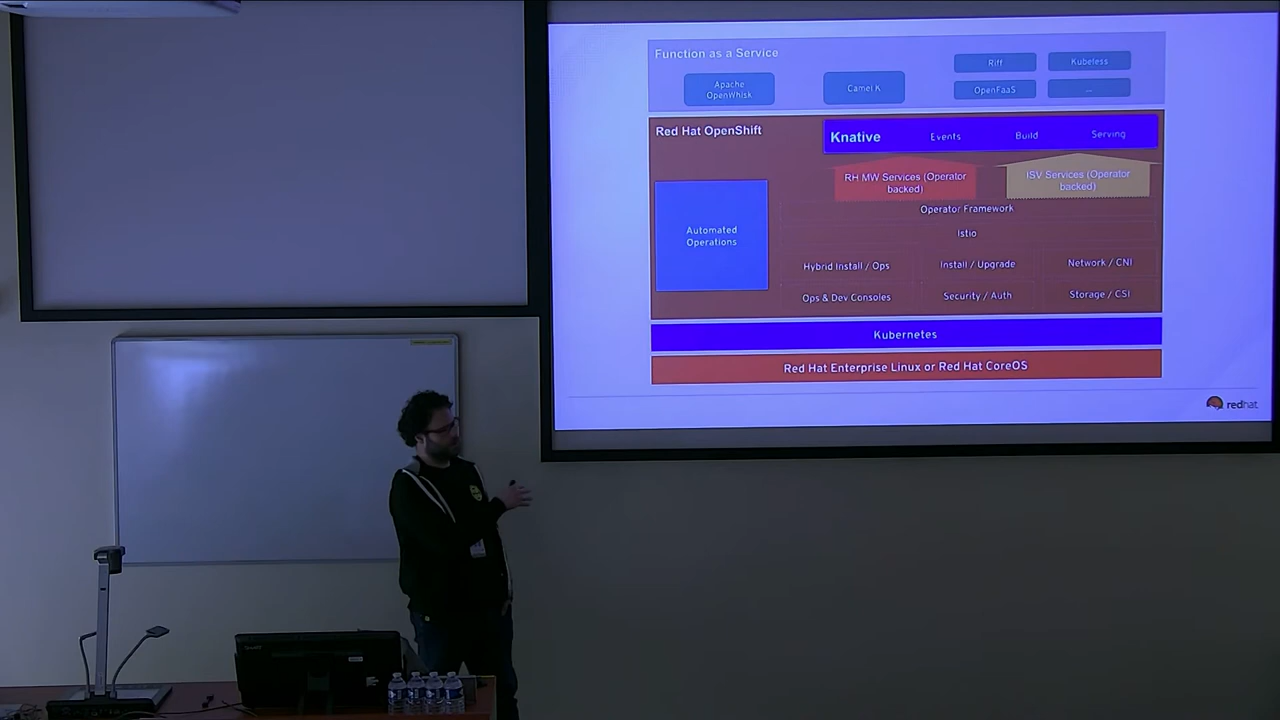 Function as a Service
Apache
OpenWhisk
Camel K
Riff
Kubeless
OpenFaaS
...
Red Hat OpenShift
Knative
Events
Build
Serving
RH MW Services (Operator
backed)
ISV Services (Operator
backed)
Automated
Operations
Operator Framework
Istio
Hybrid Install / Ops
Install / Upgrade
Network / CNI
Ops & Dev Consoles
Security / Auth
Storage / CSI
Kubernetes
Red Hat Enterprise Linux or Red Hat CoreOS
redhat